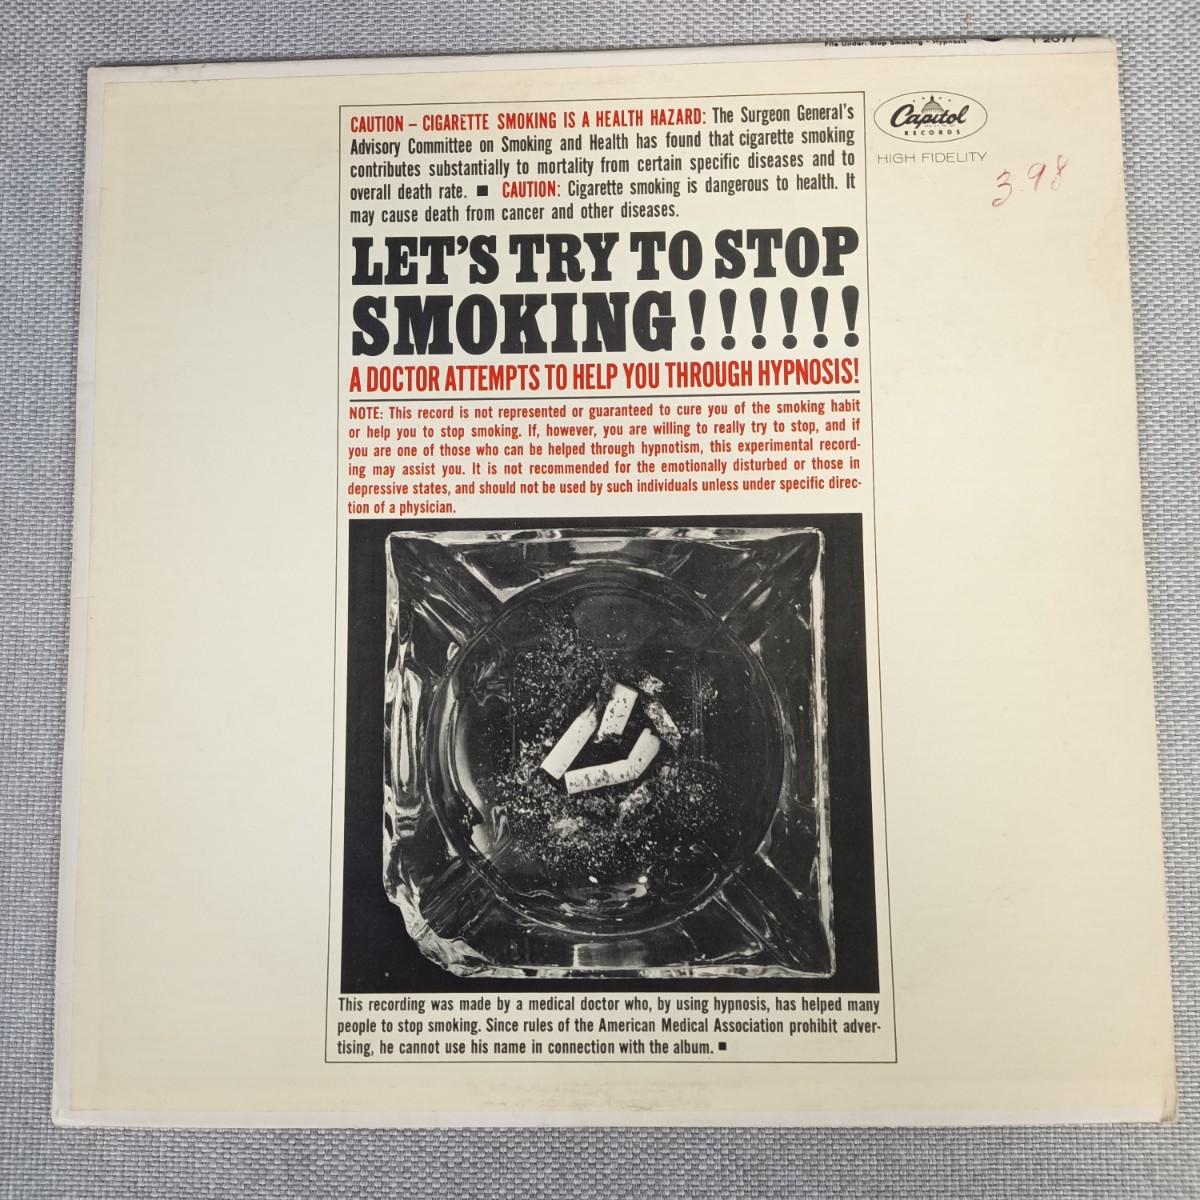 File Under: Stop Smoking - Hypnosis T 2077
CAUTION – CIGARETTE SMOKING IS A HEALTH HAZARD: The Surgeon General's
Advisory Committee on Smoking and Health has found that cigarette smoking
contributes substantially to mortality from certain specific diseases and to
overall death rate. ■ CAUTION: Cigarette smoking is dangerous to health. It
may cause death from cancer and other diseases.
Capitol
RECORDS
HIGH FIDELITY
3.98
LET'S TRY TO STOP
SMOKING!!!!!!
A DOCTOR ATTEMPTS TO HELP YOU THROUGH HYPNOSIS!
NOTE: This record is not represented or guaranteed to cure you of the smoking habit
or help you to stop smoking. If, however, you are willing to really try to stop, and if
you are one of those who can be helped through hypnotism, this experimental record-
ing may assist you. It is not recommended for the emotionally disturbed or those in
depressive states, and should not be used by such individuals unless under specific direc-
tion of a physician.
This recording was made by a medical doctor who, by using hypnosis, has helped many
people to stop smoking. Since rules of the American Medical Association prohibit adver-
tising, he cannot use his name in connection with the album. ■